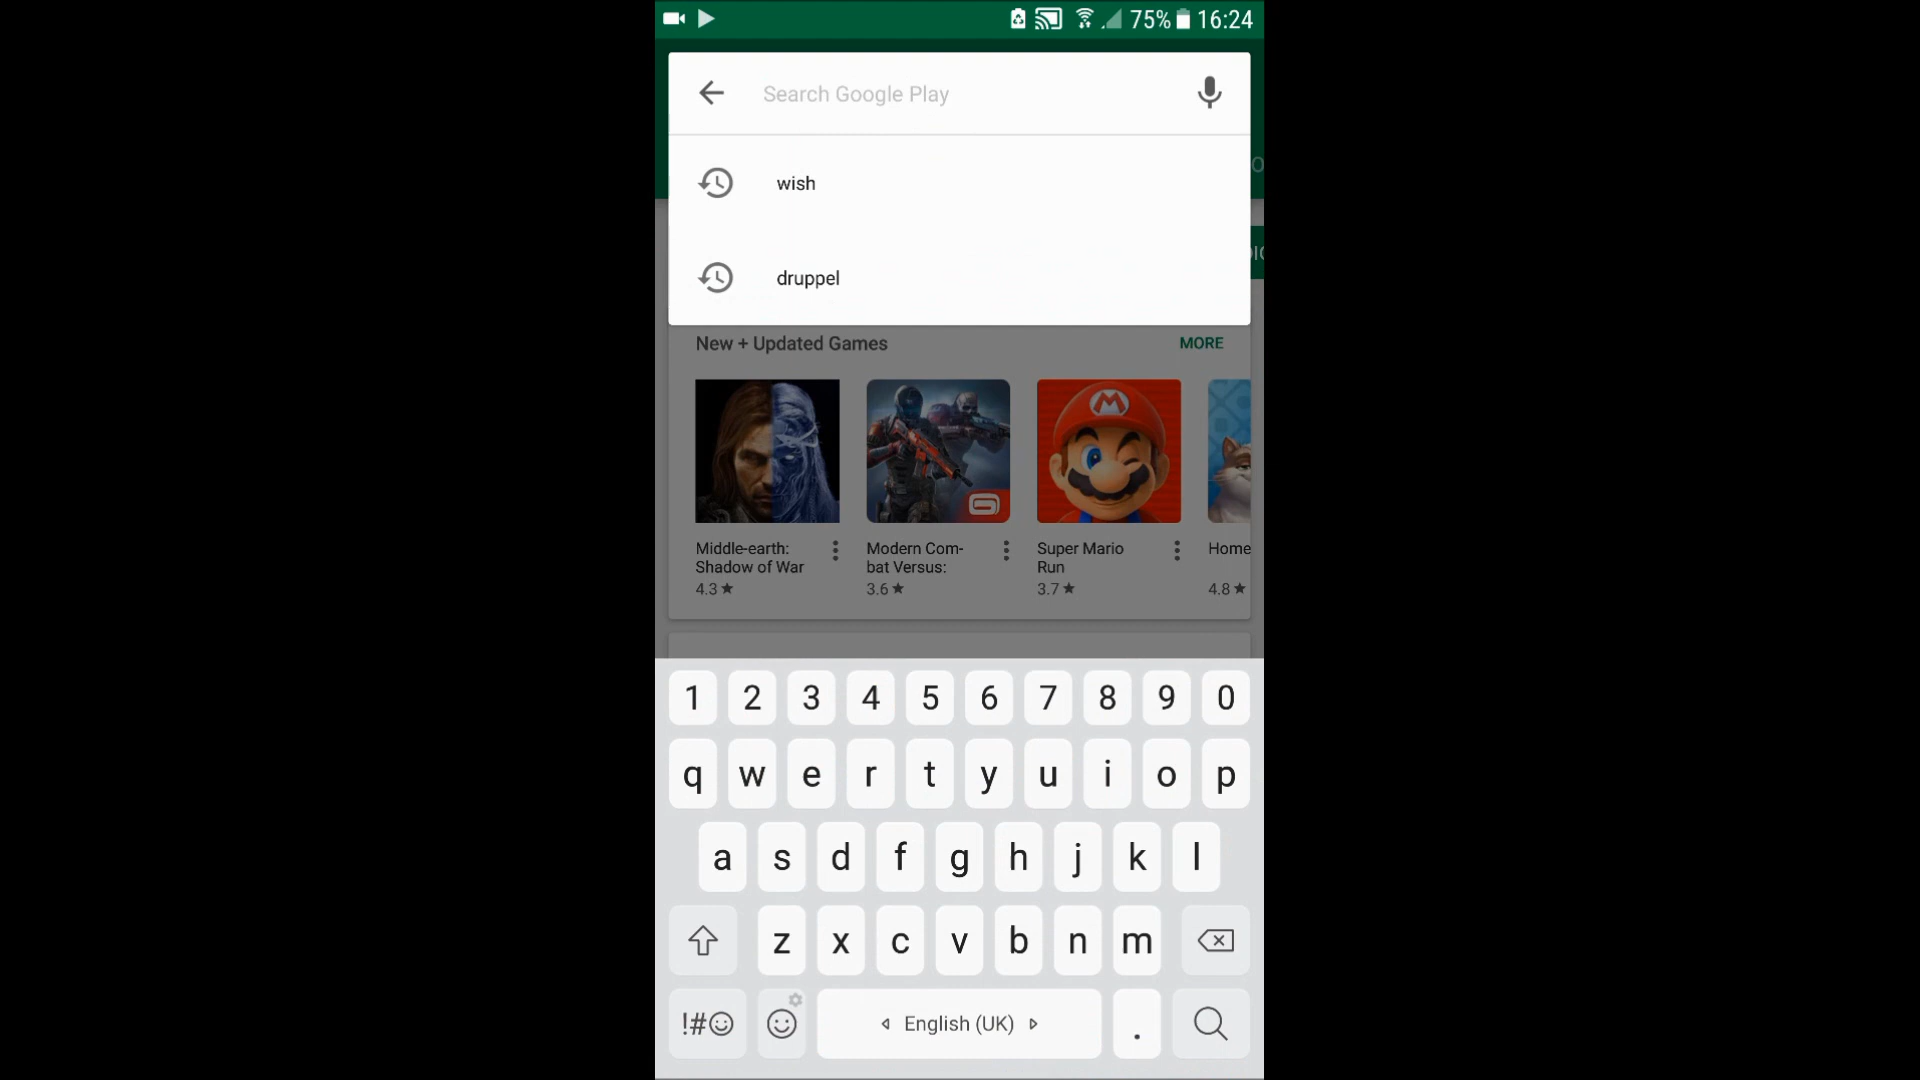 75% 16:24
Search Google Play
wish
druppel
New + Updated Games MORE
Middle-earth: Shadow of War
4.3★
Modern Com-
bat Versus:
3.6★
Super Mario
Run
3.7★
Home
4.8★
1 2 3 4 5 6 7 8 9 0
q w e r t y u i o p
a s d f g h j k l
z x c v b n m
!#☺ English (UK) .